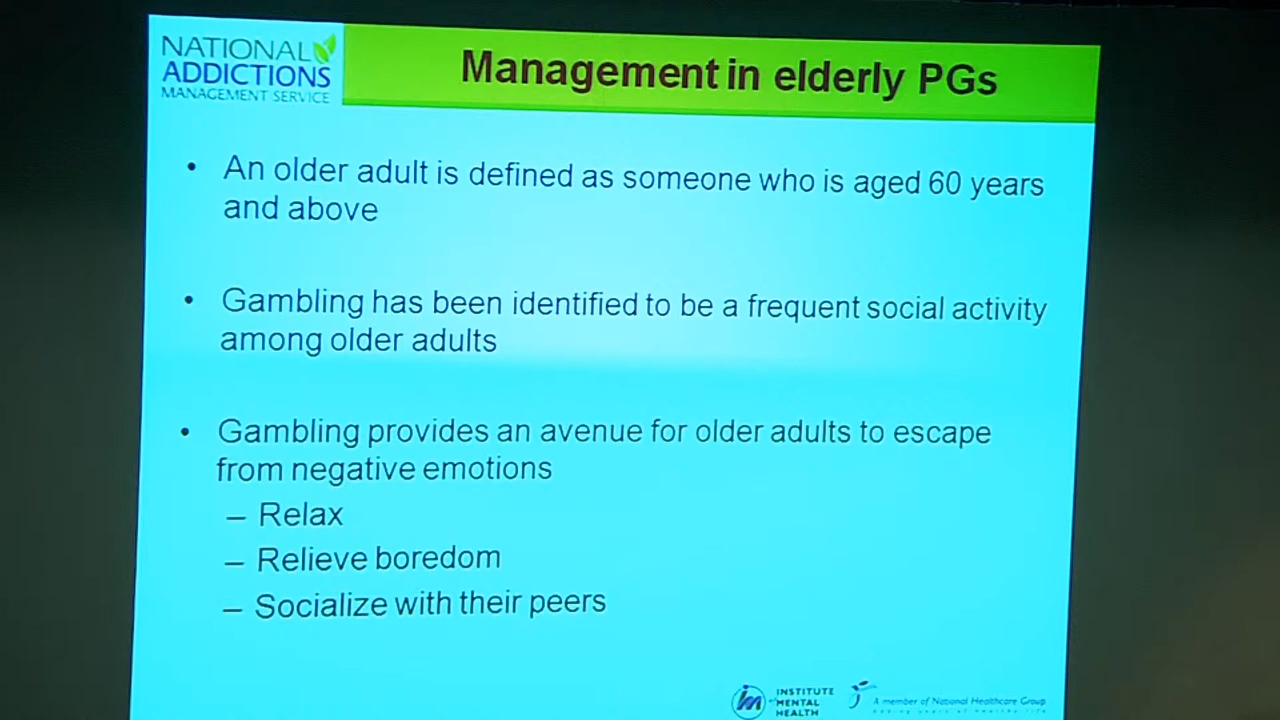 NATIONAL
ADDICTIONS
MANAGEMENT SERVICE
Management in elderly PGs
• An older adult is defined as someone who is aged 60 years
and above
• Gambling has been identified to be a frequent social activity
among older adults
• Gambling provides an avenue for older adults to escape
from negative emotions
– Relax
– Relieve boredom
– Socialize with their peers
INSTITUTE
MENTAL
HEALTH
A member of National Healthcare Group